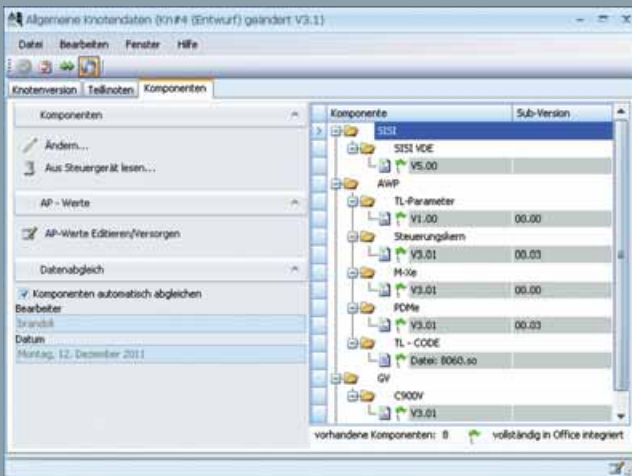 Allgemeine Knotendaten (Kn#4 (Entwurf) geändert V3.1)
Datei Bearbeiten Fenster Hilfe
Knotenversion Teilknoten Komponenten
Komponenten
Ändern...
Aus Steuergerät lesen...
AP - Werte
AP-Werte Editieren/Versorgen
Datenabgleich
Komponenten automatisch abgleichen
Bearbeiter
brandoli
Datum
Montag, 12. Dezember 2011
Komponente Sub-Version
SISI
SISI VDE
V5.00
AWP
TL-Parameter
V1.00 00.00
Steuerungskern
V3.01 00.03
M-Xe
V3.01 00.00
PDMe
V3.01 00.03
TL - CODE
Datei: 8060.so
GV
C900V
V3.01
vorhandene Komponenten: 8 vollständig in Office integriert